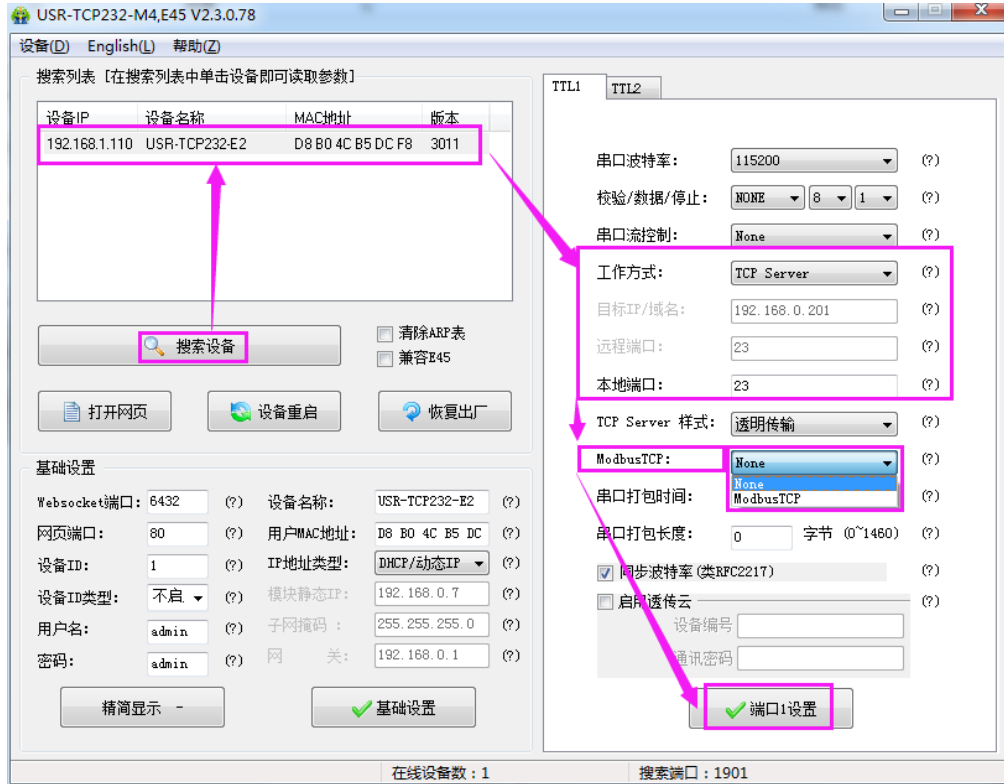 USR-TCP232-M4,E45 V2.3.0.78
设备(D) English(L) 帮助(Z)
搜索列表 [在搜索列表中单击设备即可读取参数]
设备IP 设备名称 MAC地址 版本
192.168.1.110 USR-TCP232-E2 D8 B0 4C B5 DC F8 3011
搜索设备
清除ARP表
兼容E45
打开网页 设备重启 恢复出厂
基础设置
Websocket端口: 6432 (?) 设备名称: USR-TCP232-E2 (?)
网页端口: 80 (?) 用户MAC地址: D8 B0 4C B5 DC (?)
设备ID: 1 (?) IP地址类型: DHCP/动态IP (?)
设备ID类型: 不启 (?) 模块静态IP: 192.168.0.7 (?)
用户名: admin (?) 子网掩码 : 255.255.255.0 (?)
密码: admin (?) 网 关: 192.168.0.1 (?)
精简显示 - 基础设置
TTL1 TTL2
串口波特率: 115200 (?)
校验/数据/停止: NONE 8 1 (?)
串口流控制: None (?)
工作方式: TCP Server (?)
目标IP/域名: 192.168.0.201 (?)
远程端口: 23 (?)
本地端口: 23 (?)
TCP Server 样式: 透明传输 (?)
ModbusTCP: None (?)
None
ModbusTCP
串口打包时间: (?)
串口打包长度: 0 字节 (0~1460) (?)
同步波特率(类RFC2217) (?)
启用透传云 (?)
设备编号
通讯密码
端口1设置
在线设备数：1 搜索端口：1901